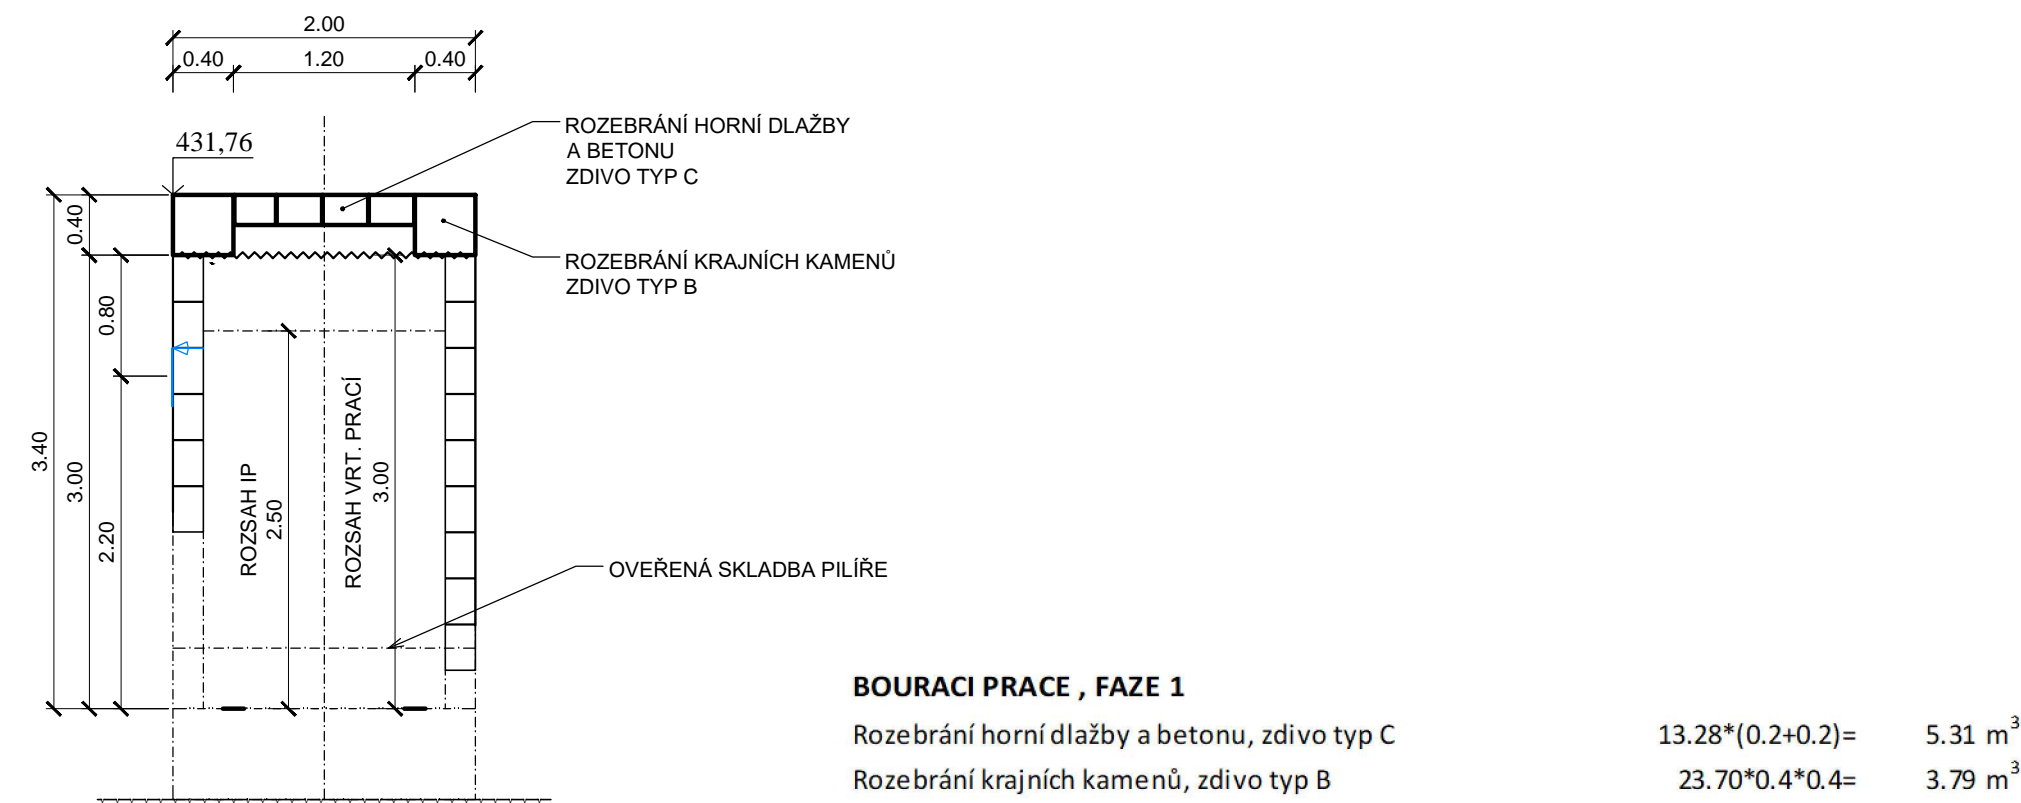 2.00
0.40 1.20 0.40
431,76
ROZEBRÁNÍ HORNÍ DLAŽBY
A BETONU
ZDIVO TYP C
0.40
ROZEBRÁNÍ KRAJNÍCH KAMENŮ
ZDIVO TYP B
0.80
3.40
3.00
2.20
ROZSAH IP
2.50
ROZSAH VRT. PRACÍ
3.00
OVEŘENÁ SKLADBA PILÍŘE
BOURACI PRACE , FAZE 1
Rozebrání horní dlažby a betonu, zdivo typ C 13.28*(0.2+0.2)= 5.31 m³
Rozebrání krajních kamenů, zdivo typ B 23.70*0.4*0.4= 3.79 m³